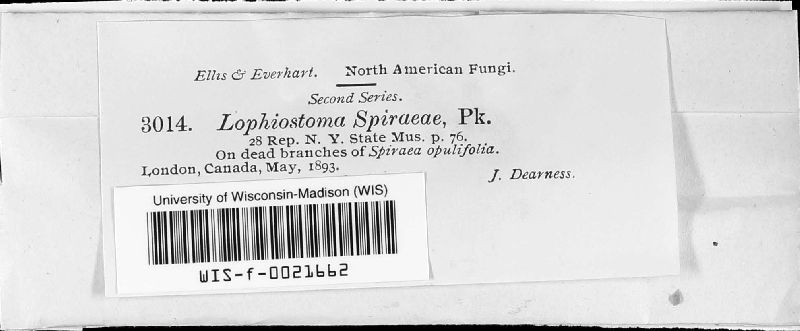 Ellis & Everhart. North American Fungi.
Second Series.
3014. Lophiostoma Spiraeae, Pk.
28 Rep. N. Y. State Mus. p. 76.
On dead branches of Spiraea opulifolia.
London, Canada, May, 1893.
J. Dearness.
University of Wisconsin-Madison (WIS)
WIS-f-0021662